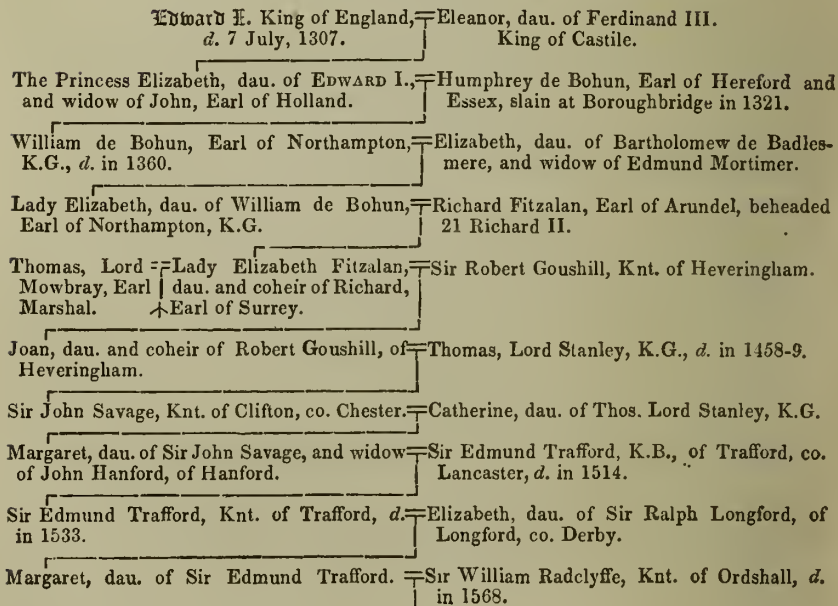 Edward I. King of England, Eleanor, dau. of Ferdinand III.
d. 7 July, 1307. King of Castile.
The Princess Elizabeth, dau. of EDWARD I., Humphrey de Bohun, Earl of Hereford and
and widow of John, Earl of Holland. Essex, slain at Boroughbridge in 1321.
William de Bohun, Earl of Northampton, Elizabeth, dau. of Bartholomew de Badles-
K.G., d. in 1360. mere, and widow of Edmund Mortimer.
Lady Elizabeth, dau. of William de Bohun, Richard Fitzalan, Earl of Arundel, beheaded
Earl of Northampton, K.G. 21 Richard II.
Thomas, Lord Lady Elizabeth Fitzalan, Sir Robert Goushill, Knt. of Heveringham.
Mowbray, Earl dau. and coheir of Richard,
Marshal. Earl of Surrey.
Joan, dau. and coheir of Robert Goushill, of Thomas, Lord Stanley, K.G., d. in 1458-9.
Heveringham.
Sir John Savage, Knt. of Clifton, co. Chester. Catherine, dau. of Thos. Lord Stanley, K.G.
Margaret, dau. of Sir John Savage, and widow Sir Edmund Trafford, K.B., of Trafford, co.
of John Hanford, of Hanford. Lancaster, d. in 1514.
Sir Edmund Trafford, Knt. of Trafford, d. Elizabeth, dau. of Sir Ralph Longford, of
in 1533. Longford, co. Derby.
Margaret, dau. of Sir Edmund Trafford. Sir William Radclyffe, Knt. of Ordshall, d.
in 1568.